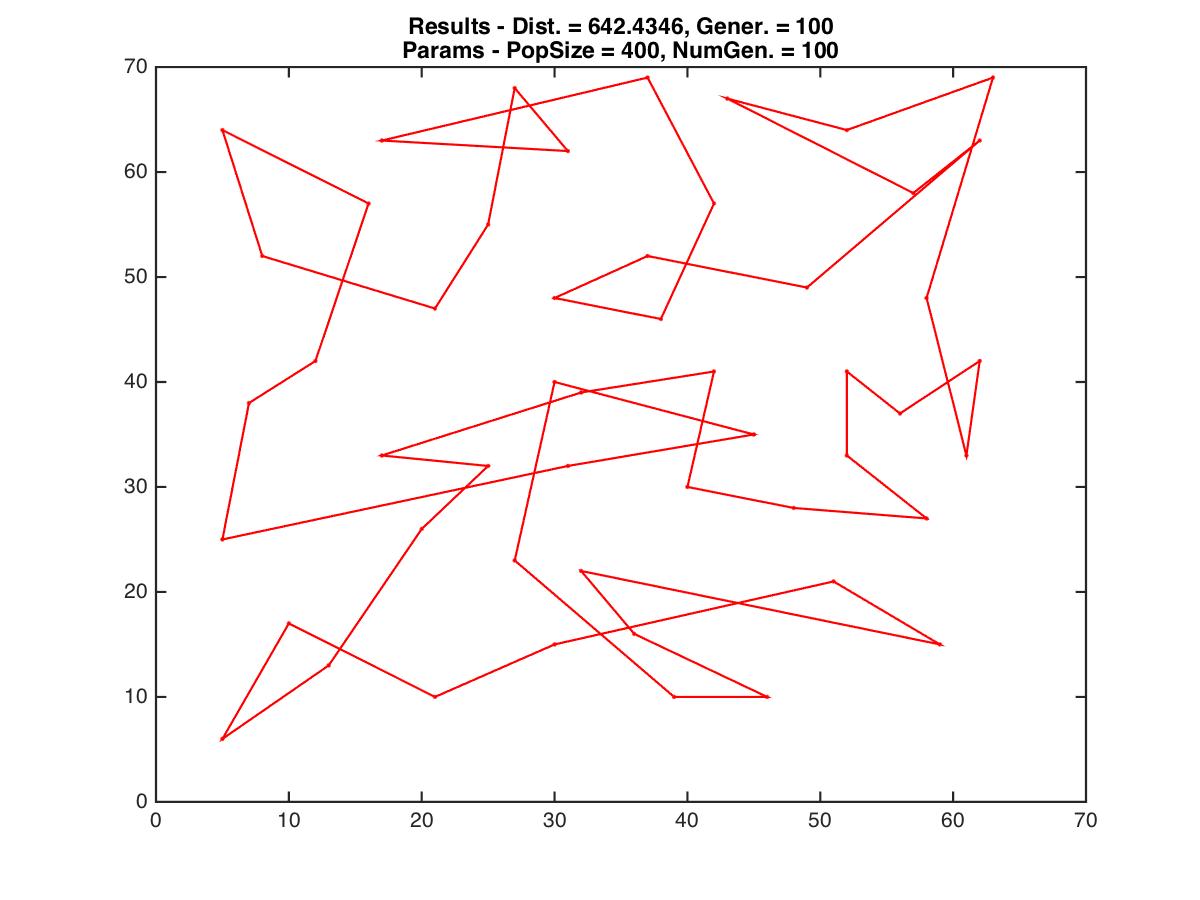 Results - Dist. = 642.4346, Gener. = 100
Params - PopSize = 400, NumGen. = 100
70
60
50
40
30
20
10
0
0 10 20 30 40 50 60 70